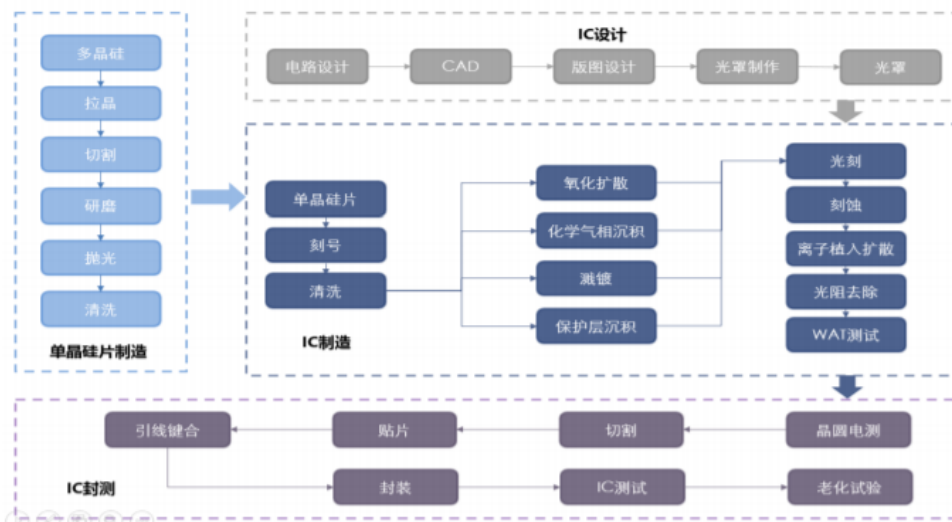 多晶硅
拉晶
切割
研磨
抛光
清洗
单晶硅片制造
IC设计
电路设计
CAD
版图设计
光罩制作
光罩
单晶硅片
刻号
清洗
氧化扩散
化学气相沉积
溅镀
保护层沉积
光刻
刻蚀
离子植入扩散
光阻去除
WAT测试
IC制造
引线键合
贴片
切割
晶圆电测
封装
IC测试
老化试验
IC封测